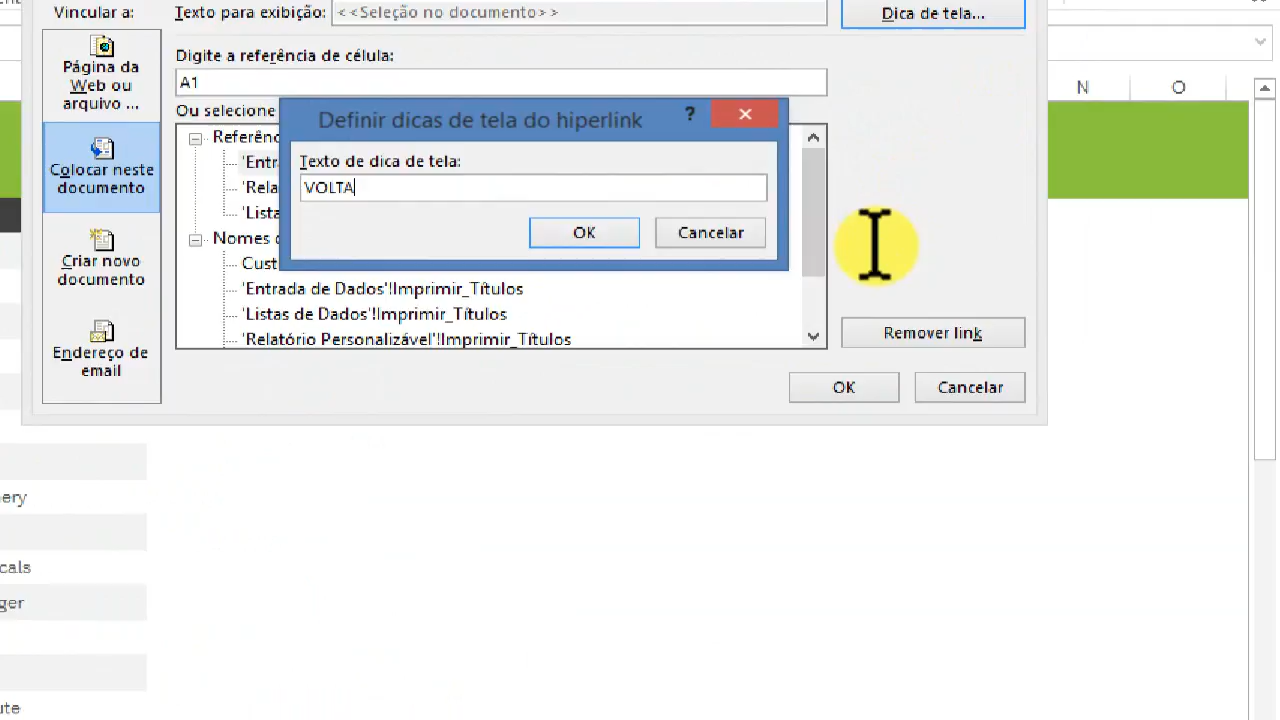 Vincular a:
Texto para exibição:
<<Seleção no documento>>
Dica de tela...
Página da
Web ou
arquivo ...
Colocar neste
documento
Criar novo
documento
Endereço de
email
Digite a referência de célula:
A1
Ou selecione
Referênc
'Entr
'Rela
'Lista
Nomes
Cust
'Entrada de Dados'!Imprimir_Títulos
'Listas de Dados'!Imprimir_Títulos
'Relatório Personalizável'!Imprimir_Títulos
Definir dicas de tela do hiperlink
?
Texto de dica de tela:
VOLTA
OK
Cancelar
Remover link
OK
Cancelar
N
O
ery
cals
ger
ute